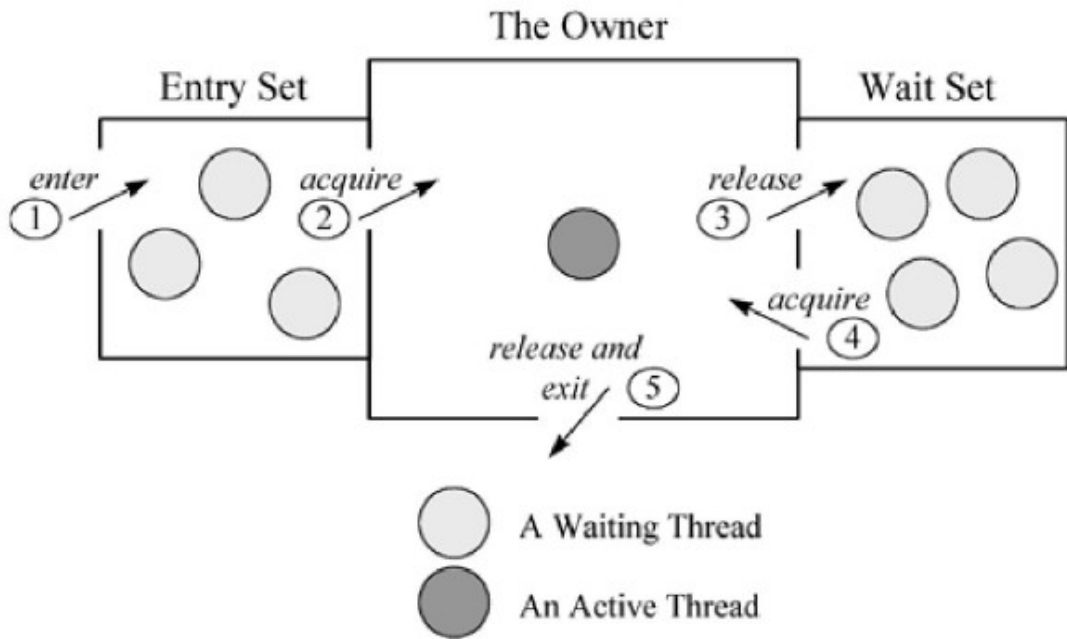 The Owner
Entry Set
Wait Set
enter
1
acquire
2
release
3
acquire
4
release and
exit
5
A Waiting Thread
An Active Thread